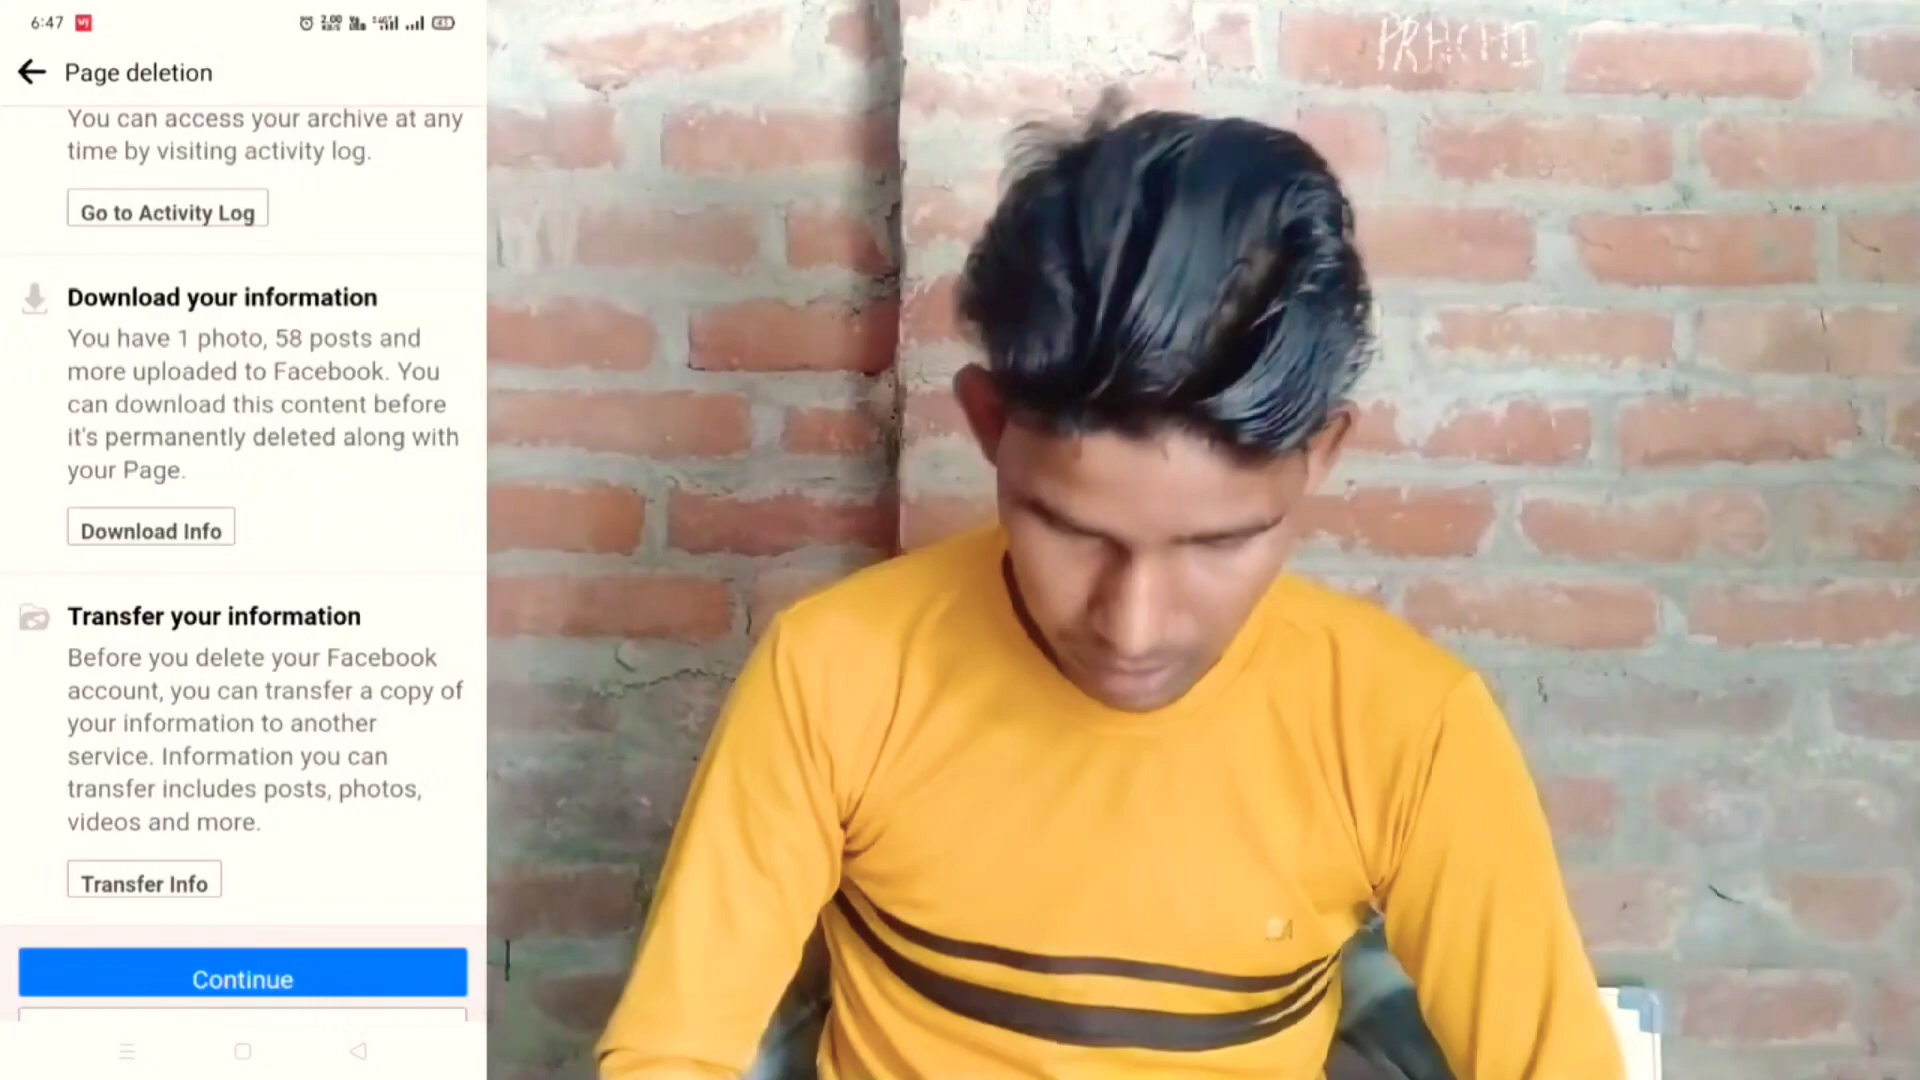 6:47
Page deletion
You can access your archive at any
time by visiting activity log.
Go to Activity Log
Download your information
You have 1 photo, 58 posts and
more uploaded to Facebook. You
can download this content before
it's permanently deleted along with
your Page.
Download Info
Transfer your information
Before you delete your Facebook
account, you can transfer a copy of
your information to another
service. Information you can
transfer includes posts, photos,
videos and more.
Transfer Info
Continue
PRACHI